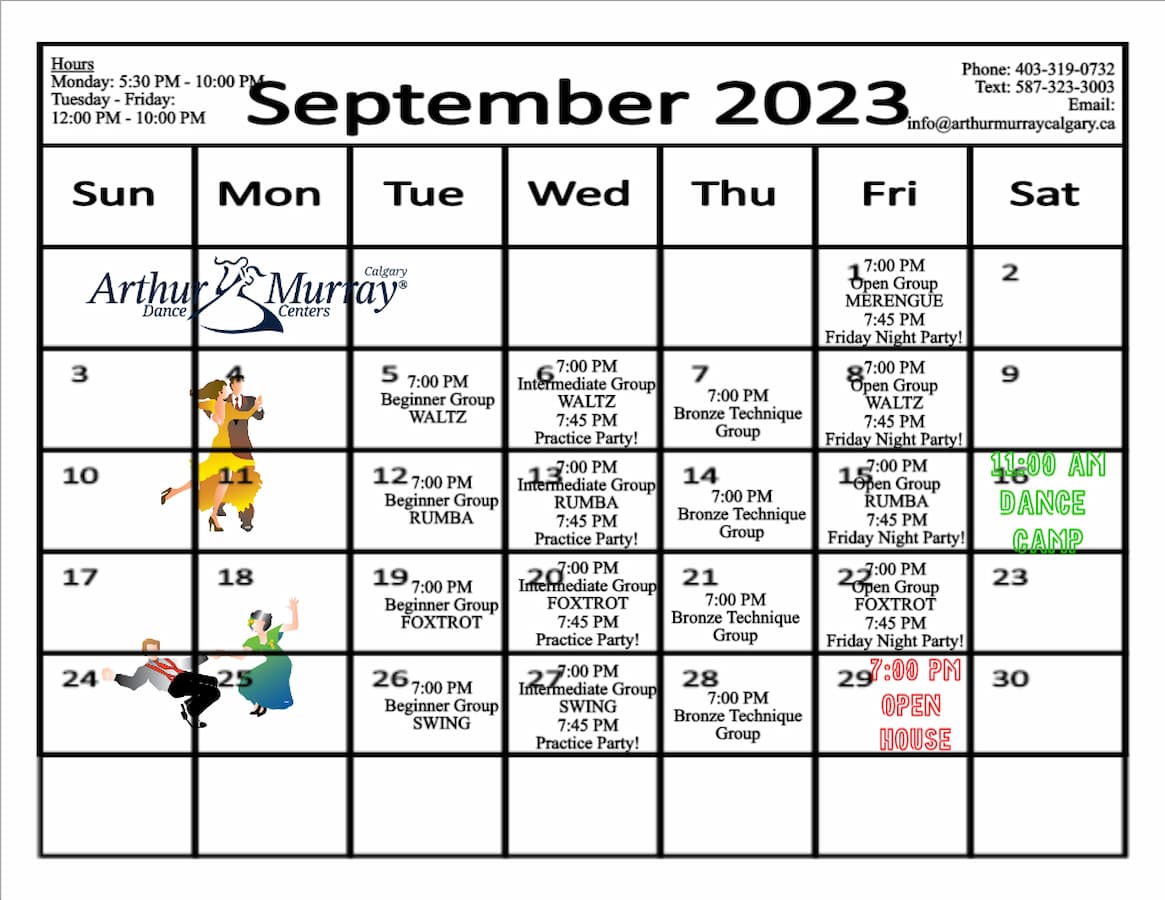 Hours
Monday: 5:30 PM - 10:00 PM
Tuesday - Friday:
12:00 PM - 10:00 PM
September 2023
Phone: 403-319-0732
Text: 587-323-3003
Email:
info@arthurmurraycalgary.ca
Sun Mon Tue Wed Thu Fri Sat
Arthur Murray® Calgary
Dance Centers
1
7:00 PM
Open Group
MERENGUE
7:45 PM
Friday Night Party!
2
3
4
5
7:00 PM
Beginner Group
WALTZ
6
7:00 PM
Intermediate Group
WALTZ
7:45 PM
Practice Party!
7
7:00 PM
Bronze Technique
Group
8
7:00 PM
Open Group
WALTZ
7:45 PM
Friday Night Party!
9
10
11
12
7:00 PM
Beginner Group
RUMBA
13
7:00 PM
Intermediate Group
RUMBA
7:45 PM
Practice Party!
14
7:00 PM
Bronze Technique
Group
15
7:00 PM
Open Group
RUMBA
7:45 PM
Friday Night Party!
16
11:00 AM
DANCE
CAMP
17
18
19
7:00 PM
Beginner Group
FOXTROT
20
7:00 PM
Intermediate Group
FOXTROT
7:45 PM
Practice Party!
21
7:00 PM
Bronze Technique
Group
22
7:00 PM
Open Group
FOXTROT
7:45 PM
Friday Night Party!
23
24
25
26
7:00 PM
Beginner Group
SWING
27
7:00 PM
Intermediate Group
SWING
7:45 PM
Practice Party!
28
7:00 PM
Bronze Technique
Group
29
7:00 PM
OPEN
HOUSE
30